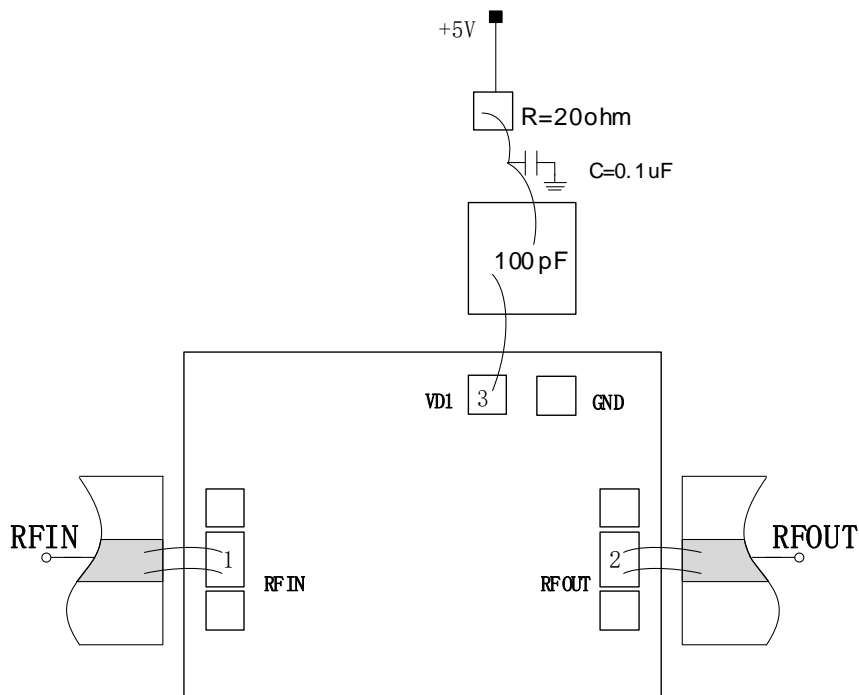 +5V
R=20ohm
C=0.1uF
100pF
VD1
3
GND
RFIN
1
RFIN
RFOUT
2
RFOUT